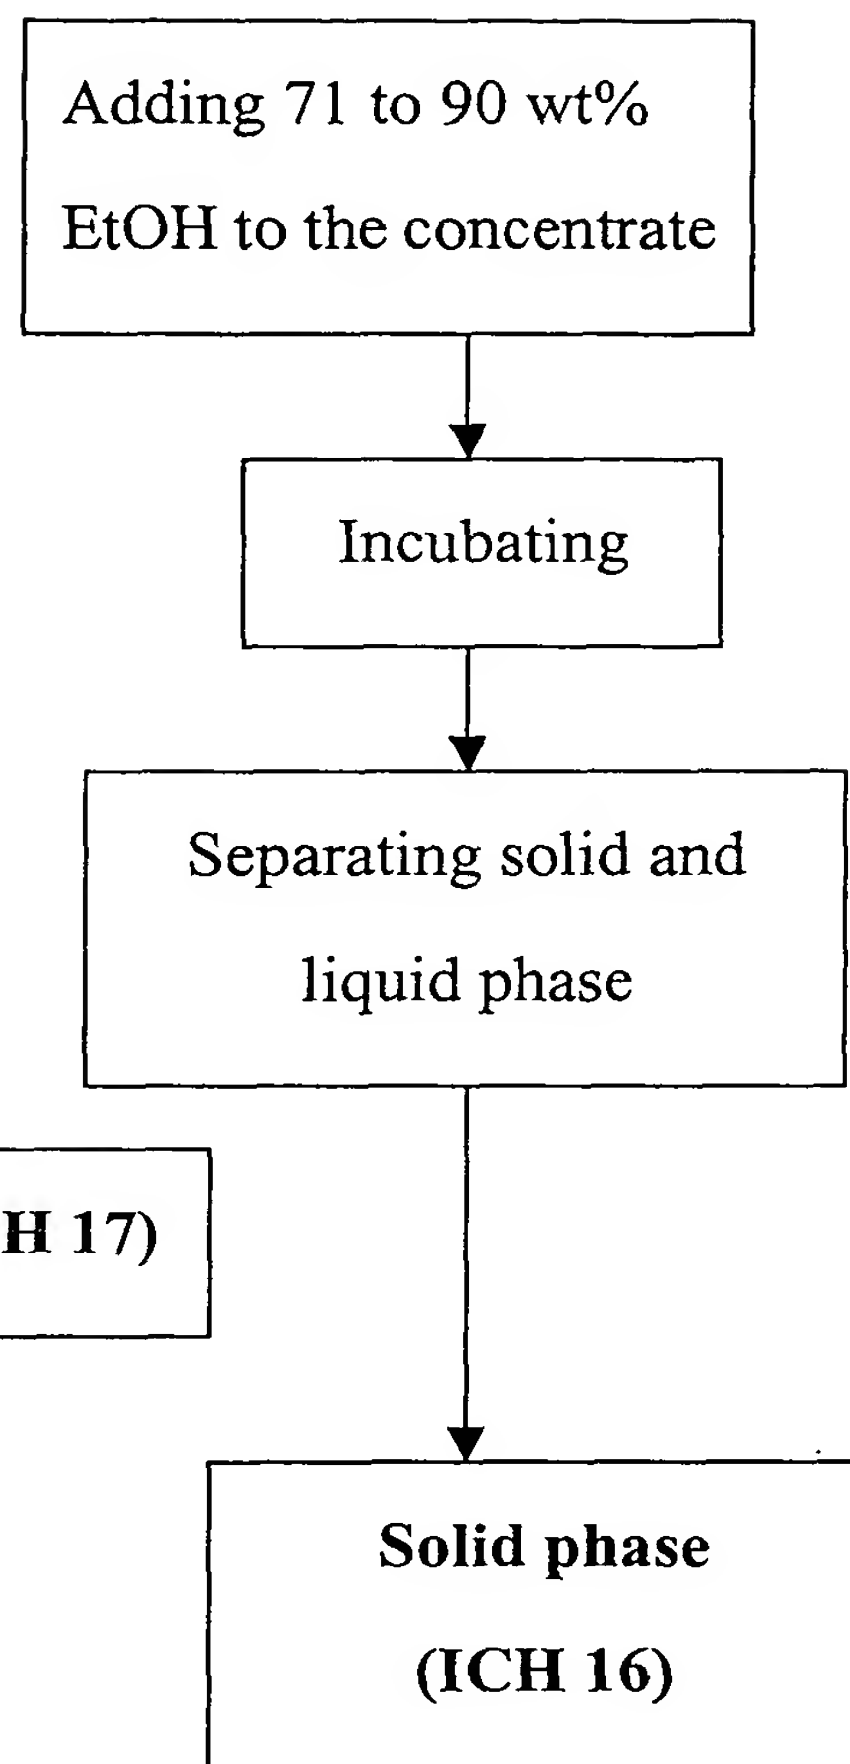 Adding 71 to 90 wt%
EtOH to the concentrate
Incubating
Separating solid and
liquid phase
H 17)
Solid phase
(ICH 16)